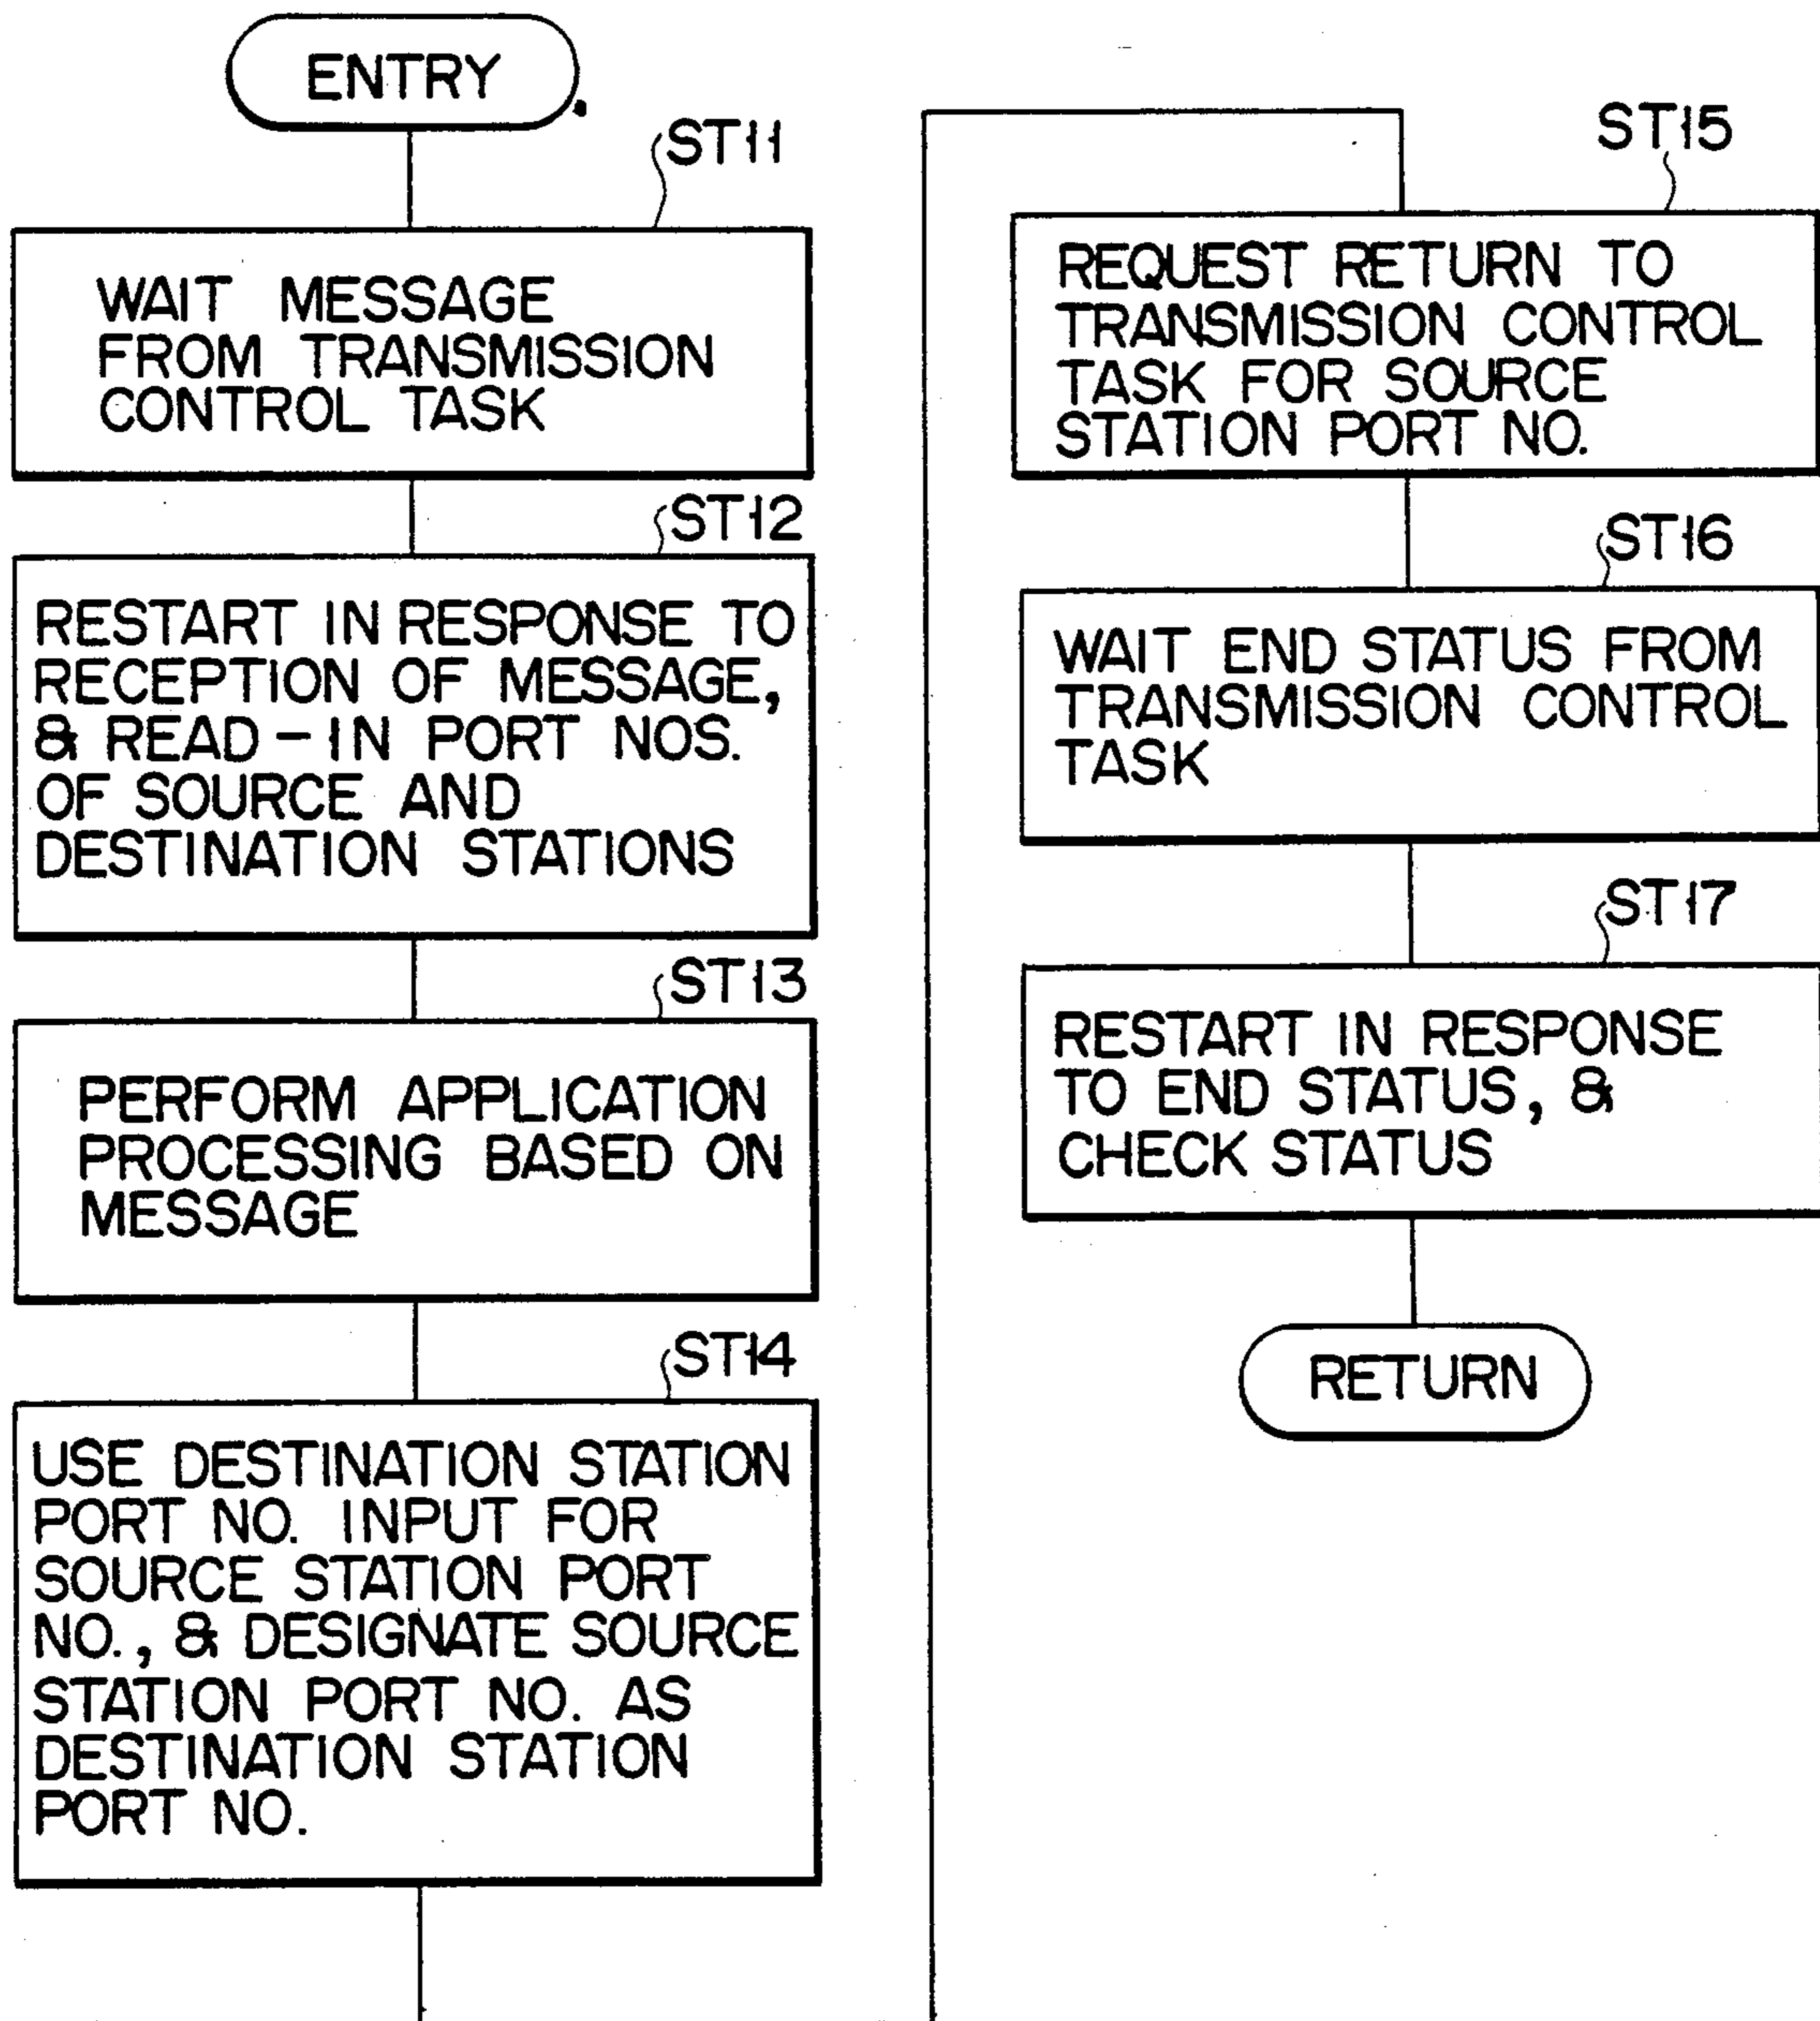 ENTRY
ST11
WAIT MESSAGE
FROM TRANSMISSION
CONTROL TASK
ST12
RESTART IN RESPONSE TO
RECEPTION OF MESSAGE,
& READ-IN PORT NOS.
OF SOURCE AND
DESTINATION STATIONS
ST13
PERFORM APPLICATION
PROCESSING BASED ON
MESSAGE
ST14
USE DESTINATION STATION
PORT NO. INPUT FOR
SOURCE STATION PORT
NO., & DESIGNATE SOURCE
STATION PORT NO. AS
DESTINATION STATION
PORT NO.
ST15
REQUEST RETURN TO
TRANSMISSION CONTROL
TASK FOR SOURCE
STATION PORT NO.
ST16
WAIT END STATUS FROM
TRANSMISSION CONTROL
TASK
ST17
RESTART IN RESPONSE
TO END STATUS, &
CHECK STATUS
RETURN